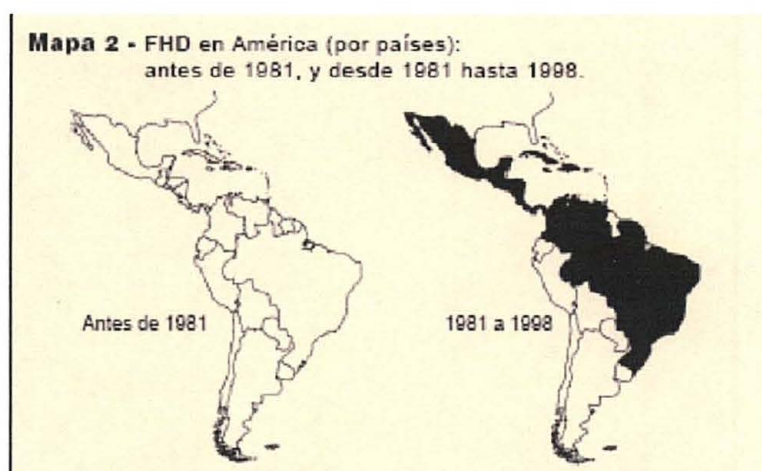 Mapa 2 - FHD en América (por países):
antes de 1981, y desde 1981 hasta 1998.
Antes de 1981
1981 a 1998